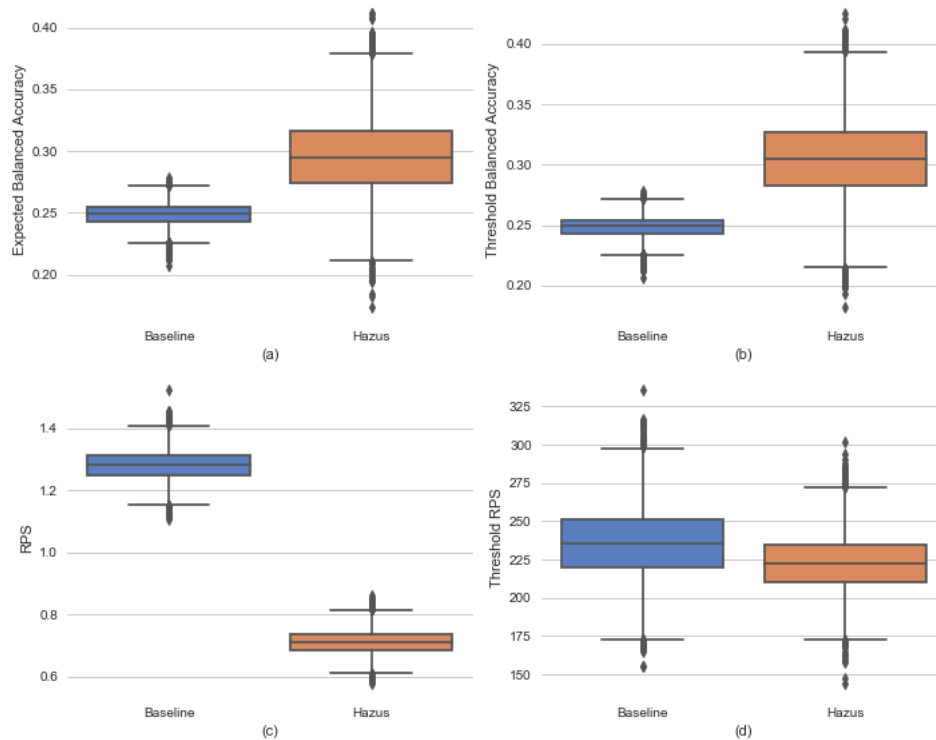 Expected Balanced Accuracy
0.40
0.35
0.30
0.25
0.20
Baseline
Hazus
(a)
Threshold Balanced Accuracy
0.40
0.35
0.30
0.25
0.20
Baseline
Hazus
(b)
RPS
1.4
1.2
1.0
0.8
0.6
Baseline
Hazus
(c)
Threshold RPS
325
300
275
250
225
200
175
150
Baseline
Hazus
(d)